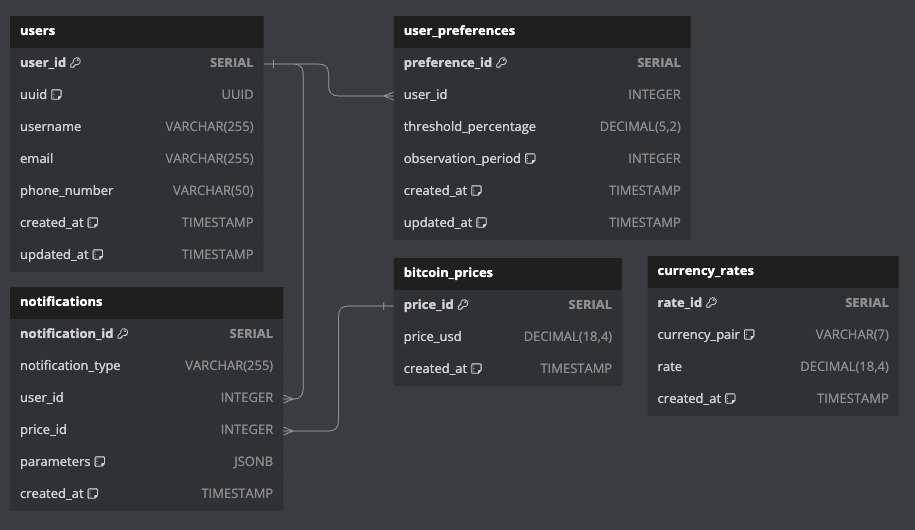 users
user_id SERIAL
uuid UUID
username VARCHAR(255)
email VARCHAR(255)
phone_number VARCHAR(50)
created_at TIMESTAMP
updated_at TIMESTAMP
user_preferences
preference_id SERIAL
user_id INTEGER
threshold_percentage DECIMAL(5,2)
observation_period INTEGER
created_at TIMESTAMP
updated_at TIMESTAMP
notifications
notification_id SERIAL
notification_type VARCHAR(255)
user_id INTEGER
price_id INTEGER
parameters JSONB
created_at TIMESTAMP
bitcoin_prices
price_id SERIAL
price_usd DECIMAL(18,4)
created_at TIMESTAMP
currency_rates
rate_id SERIAL
currency_pair VARCHAR(7)
rate DECIMAL(18,4)
created_at TIMESTAMP